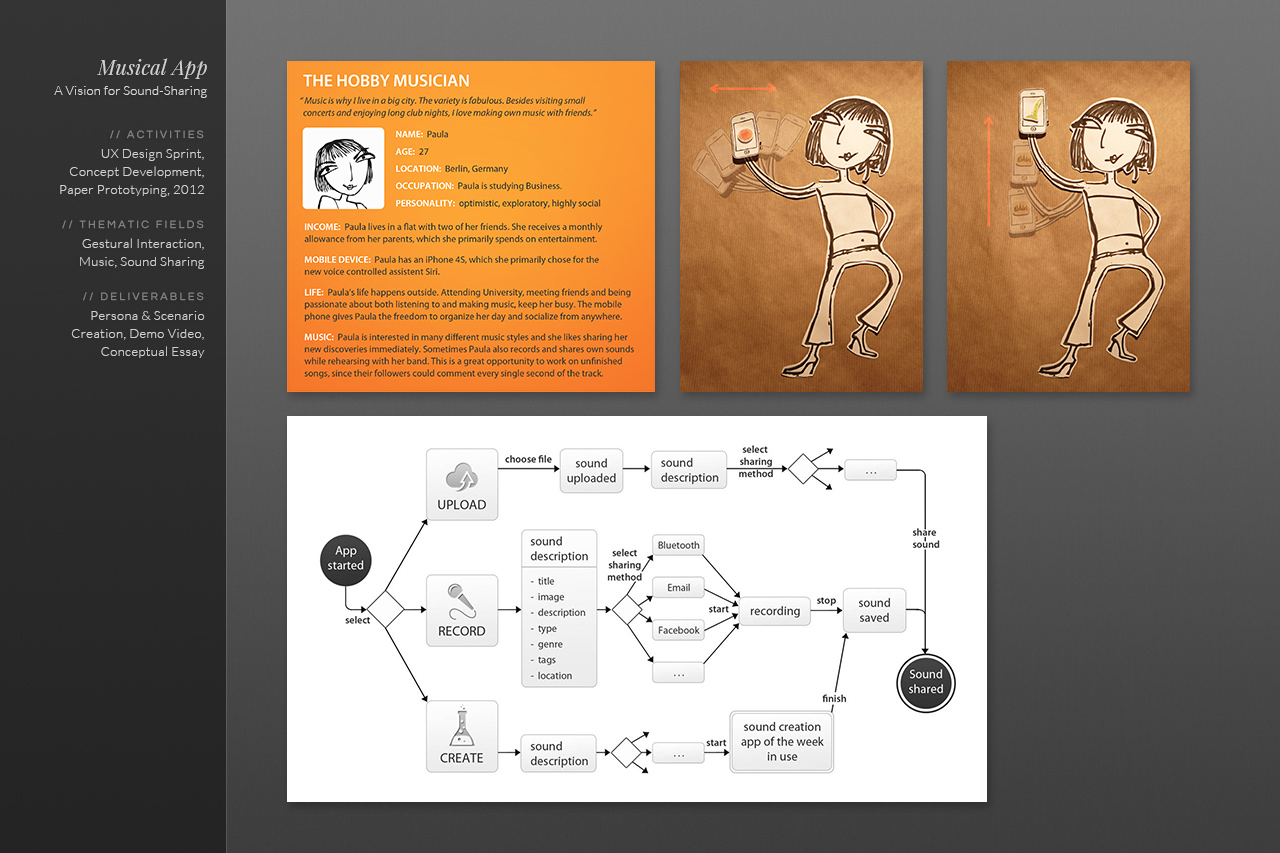 Musical App
A Vision for Sound-Sharing
// ACTIVITIES
UX Design Sprint,
Concept Development,
Paper Prototyping, 2012
// THEMATIC FIELDS
Gestural Interaction,
Music, Sound Sharing
// DELIVERABLES
Persona & Scenario
Creation, Demo Video,
Conceptual Essay
THE HOBBY MUSICIAN
“Music is why I live in a big city. The variety is fabulous. Besides visiting small
concerts and enjoying long club nights, I love making own music with friends.”
NAME: Paula
AGE: 27
LOCATION: Berlin, Germany
OCCUPATION: Paula is studying Business.
PERSONALITY: optimistic, exploratory, highly social
INCOME: Paula lives in a flat with two of her friends. She receives a monthly
allowance from her parents, which she primarily spends on entertainment.
MOBILE DEVICE: Paula has an iPhone 4S, which she primarily chose for the
new voice controlled assistent Siri.
LIFE: Paula's life happens outside. Attending University, meeting friends and being
passionate about both listening to and making music, keep her busy. The mobile
phone gives Paula the freedom to organize her day and socialize from anywhere.
MUSIC: Paula is interested in many different music styles and she likes sharing her
new discoveries immediately. Sometimes Paula also records and shares own sounds
while rehearsing with her band. This is a great opportunity to work on unfinished
songs, since their followers could comment every single second of the track.
App
started
select
UPLOAD
choose file
sound
uploaded
sound
description
select
sharing
method
...
share
sound
RECORD
sound
description
- title
- image
- description
- type
- genre
- tags
- location
select
sharing
method
Bluetooth
Email
Facebook
...
start
recording
stop
sound
saved
Sound
shared
CREATE
sound
description
...
start
sound creation
app of the week
in use
finish